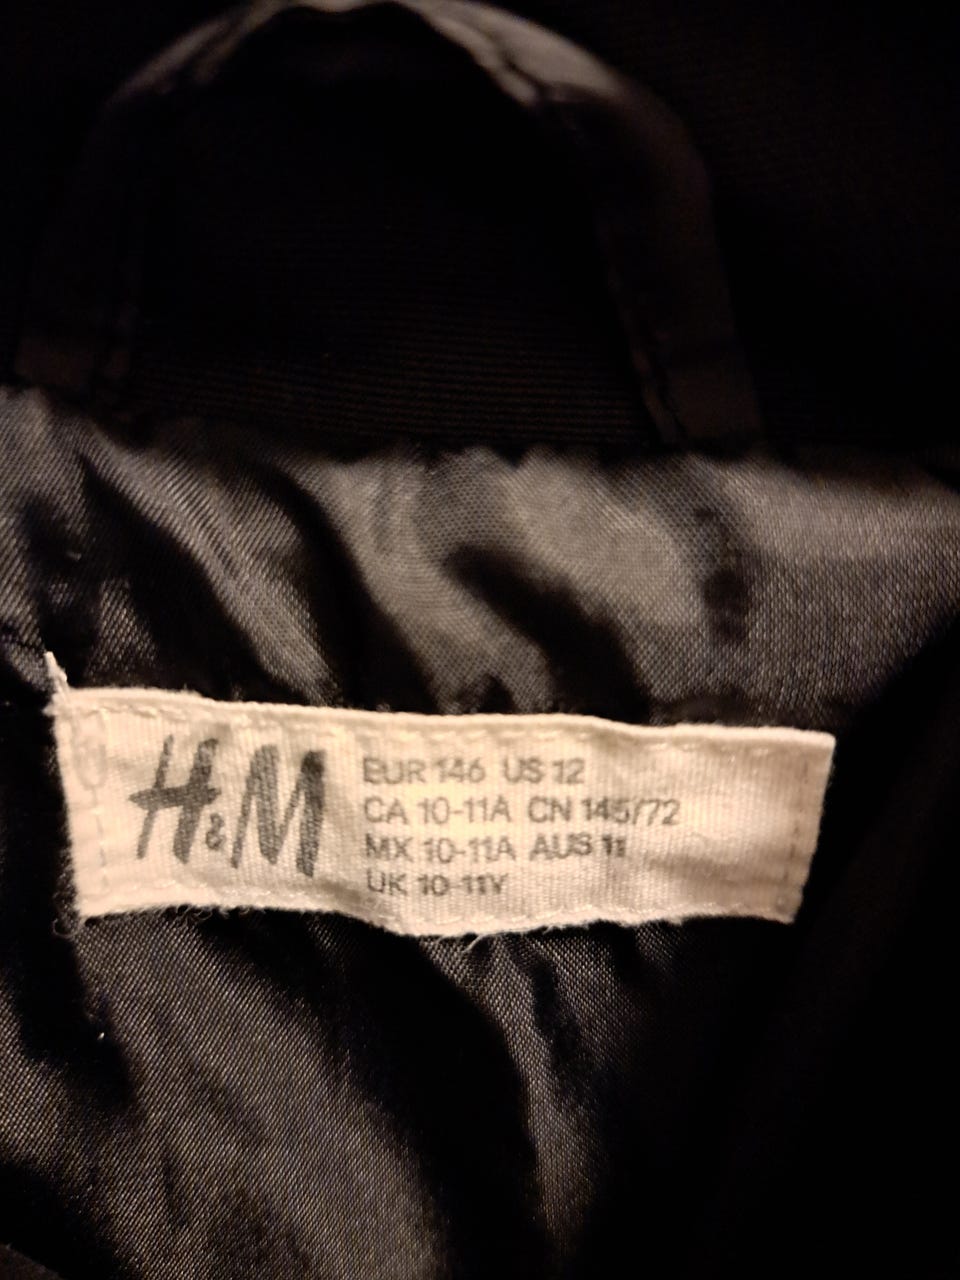 H&M
EUR 146 US 12
CA 10-11A CN 145/72
MX 10-11A AUS 11
UK 10-11Y